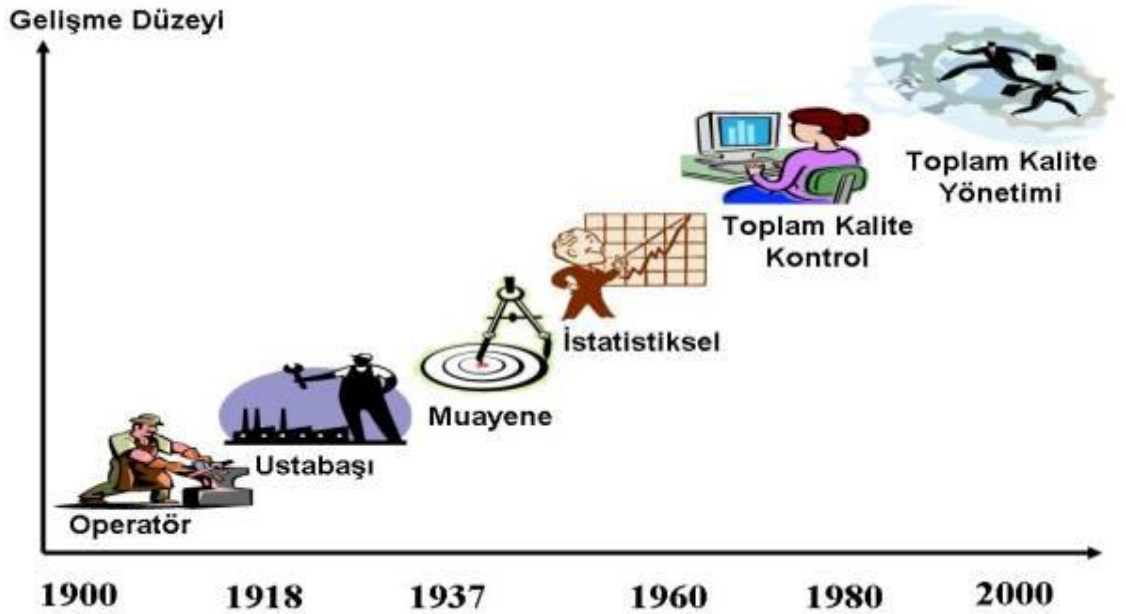 Gelişme Düzeyi
Toplam Kalite
Yönetimi
Toplam Kalite
Kontrol
İstatistiksel
Muayene
Ustabaşı
Operatör
1900 1918 1937 1960 1980 2000